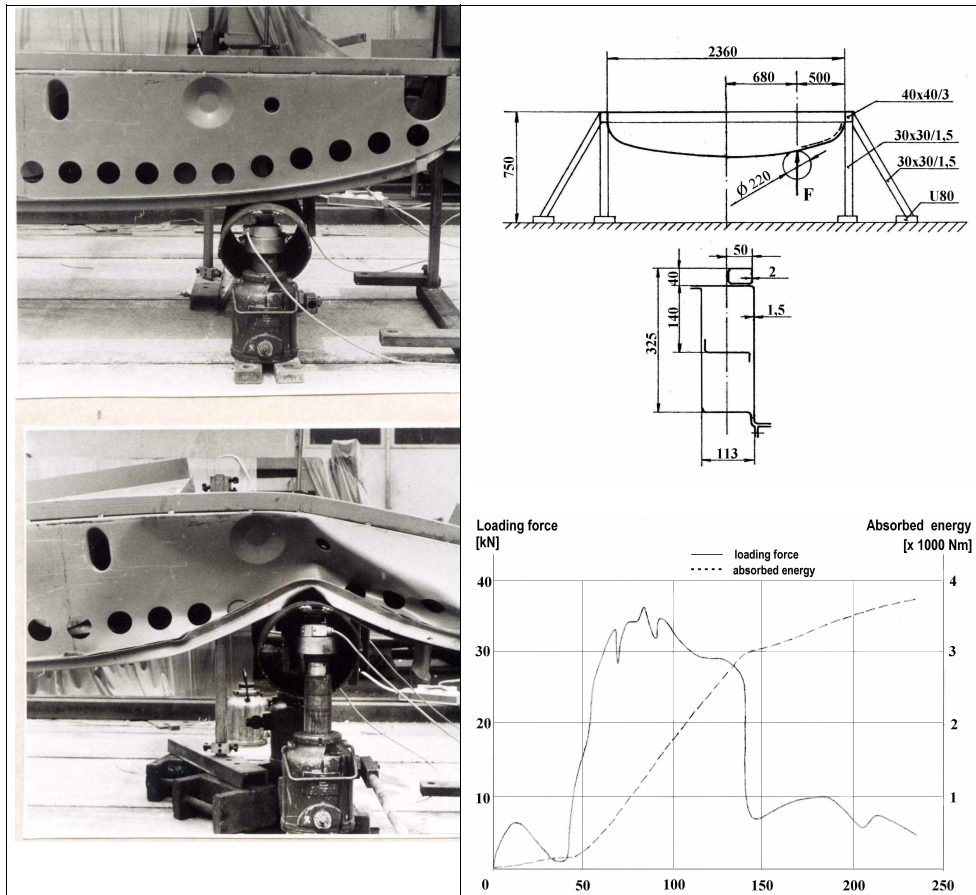 2360
680
500
40x40/3
30x30/1,5
30x30/1,5
U80
750
Ø 220
F
50
2
40
140
325
1,5
113
Loading force
[kN]
Absorbed energy
[x 1000 Nm]
loading force
absorbed energy
40
4
30
3
20
2
10
1
0
50
100
150
200
250